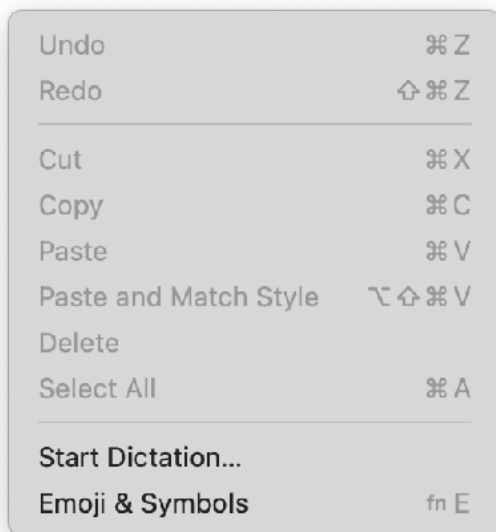 Undo ⌘ Z
Redo ⇧ ⌘ Z
Cut ⌘ X
Copy ⌘ C
Paste ⌘ V
Paste and Match Style ⌥ ⇧ ⌘ V
Delete
Select All ⌘ A
Start Dictation...
Emoji & Symbols fn E